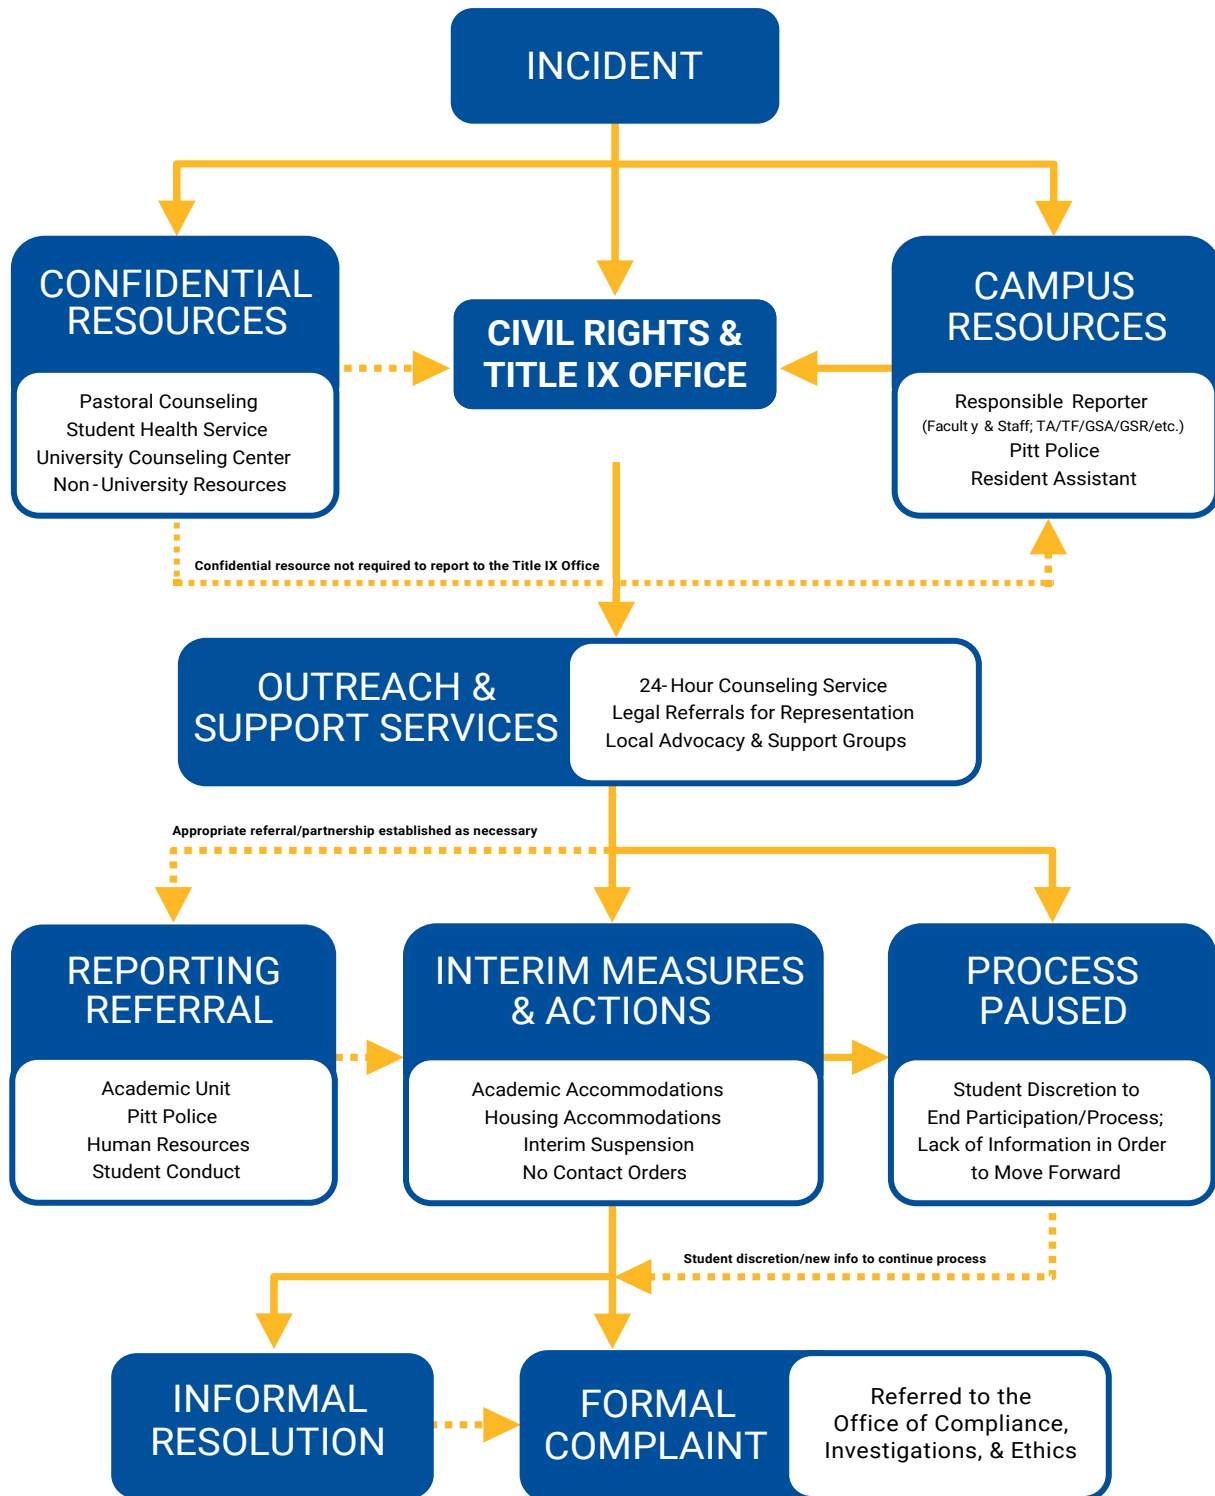 INCIDENT
CONFIDENTIAL
RESOURCES
Pastoral Counseling
Student Health Service
University Counseling Center
Non-University Resources
CIVIL RIGHTS &
TITLE IX OFFICE
CAMPUS
RESOURCES
Responsible Reporter
(Faculty & Staff; TA/TF/GSA/GSR/etc.)
Pitt Police
Resident Assistant
Confidential resource not required to report to the Title IX Office
OUTREACH &
SUPPORT SERVICES
24-Hour Counseling Service
Legal Referrals for Representation
Local Advocacy & Support Groups
Appropriate referral/partnership established as necessary
REPORTING
REFERRAL
Academic Unit
Pitt Police
Human Resources
Student Conduct
INTERIM MEASURES
& ACTIONS
Academic Accommodations
Housing Accommodations
Interim Suspension
No Contact Orders
PROCESS
PAUSED
Student Discretion to
End Participation/Process;
Lack of Information in Order
to Move Forward
Student discretion/new info to continue process
INFORMAL
RESOLUTION
FORMAL
COMPLAINT
Referred to the
Office of Compliance,
Investigations, & Ethics